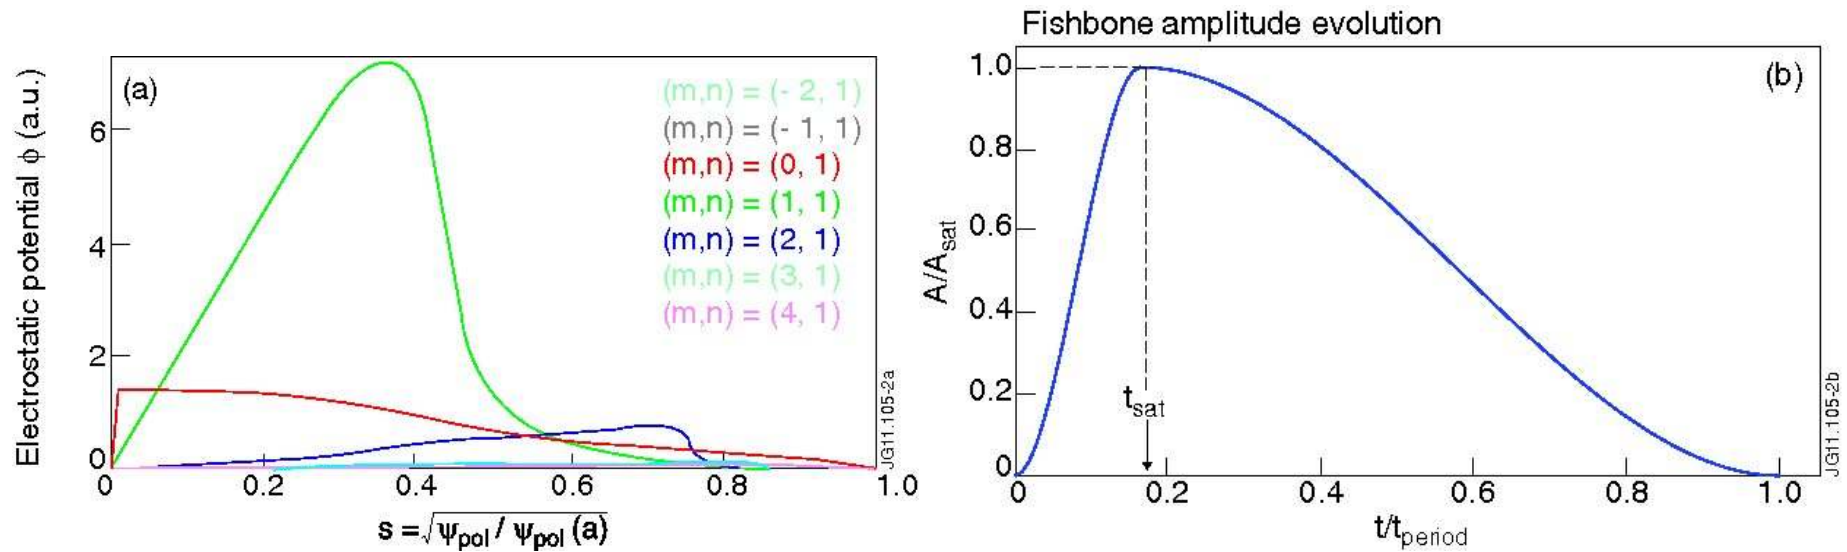 (a)
Electrostatic potential ϕ (a.u.)
6
4
2
0
0
0.2
0.4
0.6
0.8
1.0
s = √ψpol / ψpol (a)
(m,n) = (- 2, 1)
(m,n) = (- 1, 1)
(m,n) = (0, 1)
(m,n) = (1, 1)
(m,n) = (2, 1)
(m,n) = (3, 1)
(m,n) = (4, 1)
JG11.105-2a
Fishbone amplitude evolution
(b)
A/Asat
1.0
0.8
0.6
0.4
0.2
0
tsat
0
0.2
0.4
0.6
0.8
1.0
t/tperiod
JG11.105-2b